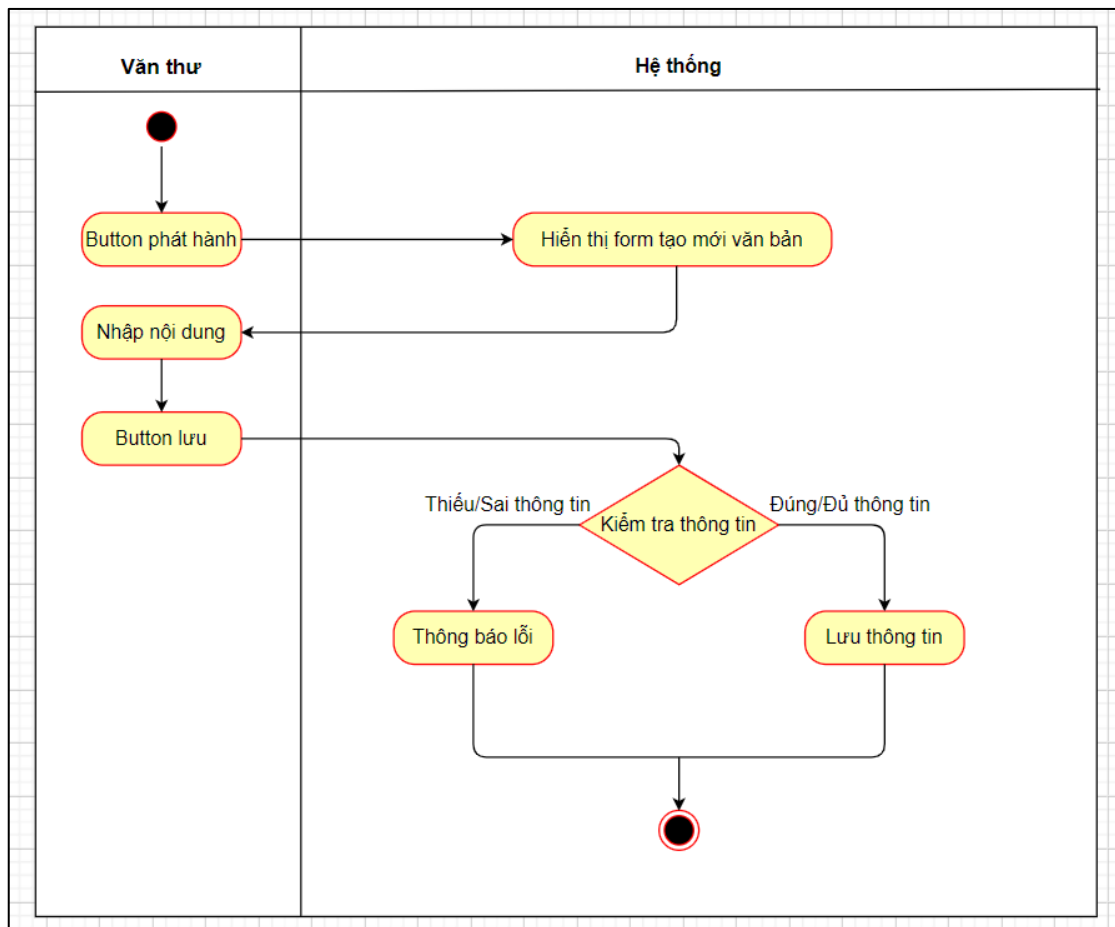 Văn thư
Hệ thống
Button phát hành
Hiển thị form tạo mới văn bản
Nhập nội dung
Button lưu
Thiếu/Sai thông tin
Đúng/Đủ thông tin
Kiểm tra thông tin
Thông báo lỗi
Lưu thông tin